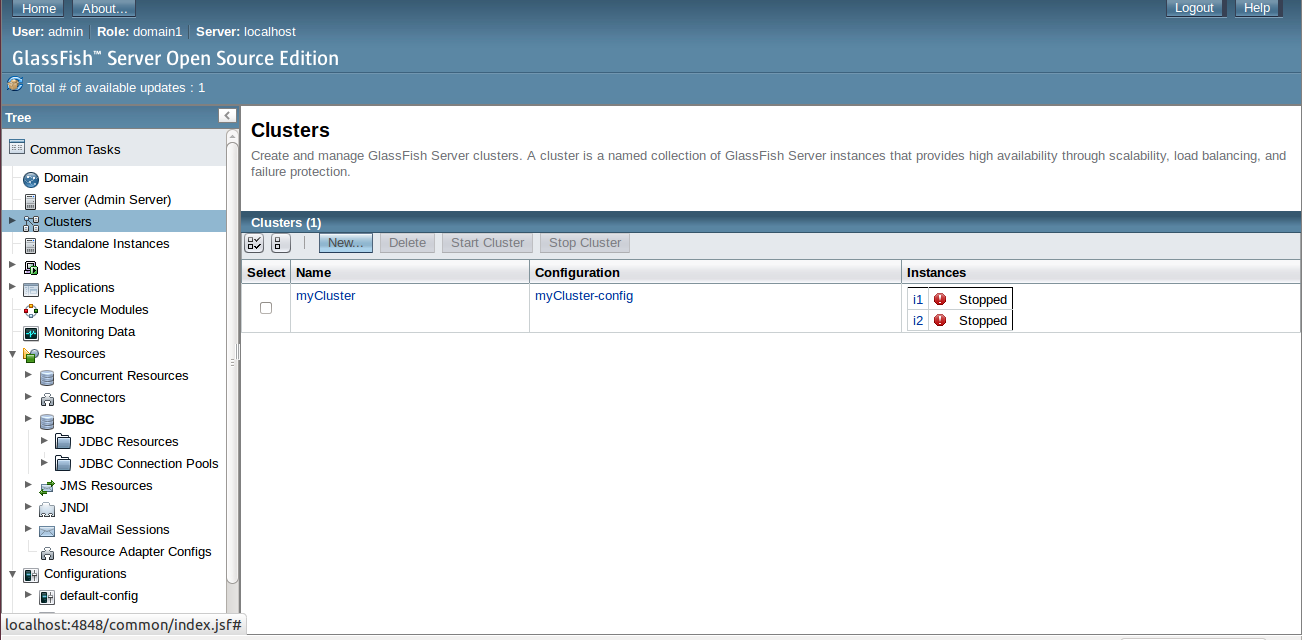 Home About... Logout Help
User: admin Role: domain1 Server: localhost
GlassFish™ Server Open Source Edition
Total # of available updates : 1
Tree
Common Tasks
Domain
server (Admin Server)
Clusters
Standalone Instances
Nodes
Applications
Lifecycle Modules
Monitoring Data
Resources
Concurrent Resources
Connectors
JDBC
JDBC Resources
JDBC Connection Pools
JMS Resources
JNDI
JavaMail Sessions
Resource Adapter Configs
Configurations
default-config
localhost:4848/common/index.jsf#
Clusters
Create and manage GlassFish Server clusters. A cluster is a named collection of GlassFish Server instances that provides high availability through scalability, load balancing, and
failure protection.
Clusters (1)
New... Delete Start Cluster Stop Cluster
Select Name Configuration Instances
myCluster myCluster-config i1 Stopped
i2 Stopped